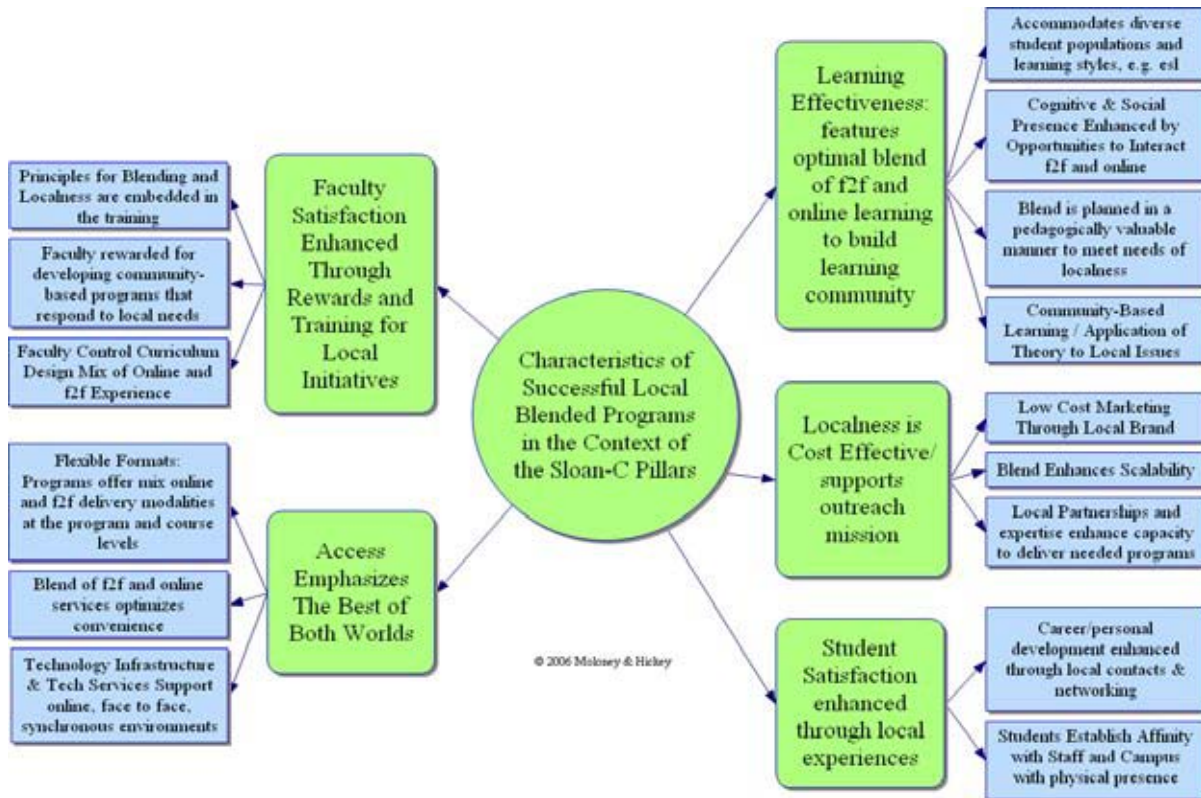 Characteristics of
Successful Local
Blended Programs
in the Context of
the Sloan-C Pillars
Faculty
Satisfaction
Enhanced
Through
Rewards and
Training for
Local
Initiatives
Principles for Blending and
Localness are embedded in
the training
Faculty rewarded for
developing community-
based programs that
respond to local needs
Faculty Control Curriculum
Design Mix of Online and
f2f Experience
Access
Emphasizes
The Best of
Both Worlds
Flexible Formats:
Programs offer mix online
and f2f delivery modalities
at the program and course
levels
Blend of f2f and online
services optimizes
convenience
Technology Infrastructure
& Tech Services Support
online, face to face,
synchronous environments
Learning
Effectiveness:
features
optimal blend
of f2f and
online learning
to build
learning
community
Accommodates diverse
student populations and
learning styles, e.g. esl
Cognitive & Social
Presence Enhanced by
Opportunities to Interact
f2f and online
Blend is planned in a
pedagogically valuable
manner to meet needs of
localness
Community-Based
Learning / Application of
Theory to Local Issues
Localness is
Cost Effective/
supports
outreach
mission
Low Cost Marketing
Through Local Brand
Blend Enhances Scalability
Local Partnerships and
expertise enhance capacity
to deliver needed programs
Student
Satisfaction
enhanced
through local
experiences
Career/personal
development enhanced
through local contacts &
networking
Students Establish Affinity
with Staff and Campus
with physical presence
© 2006 Moloney & Hickey